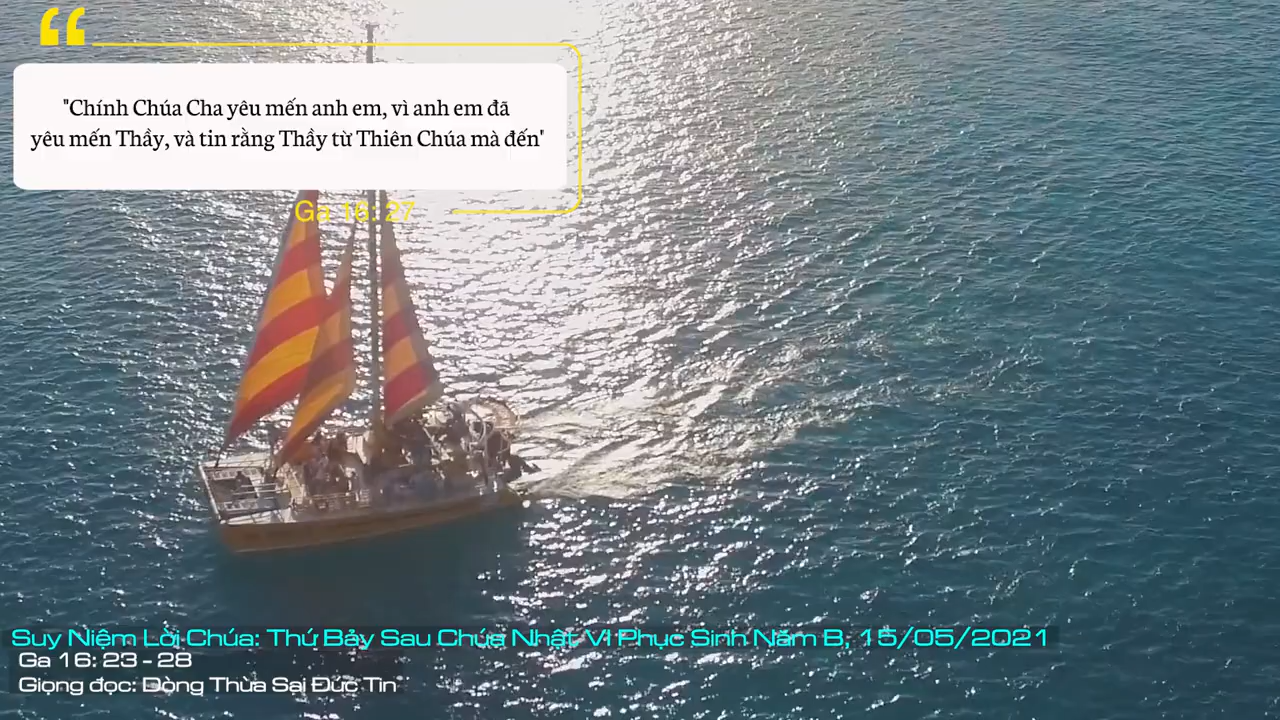 "Chính Chúa Cha yêu mến anh em, vì anh em đã
yêu mến Thầy, và tin rằng Thầy từ Thiên Chúa mà đến"
Ga 16: 27
Suy Niệm Lời Chúa: Thứ Bảy Sau Chúa Nhật VI Phục Sinh Năm B, 15/05/2021
Ga 16: 23 - 28
Giọng đọc: Dòng Thừa Sai Đức Tin